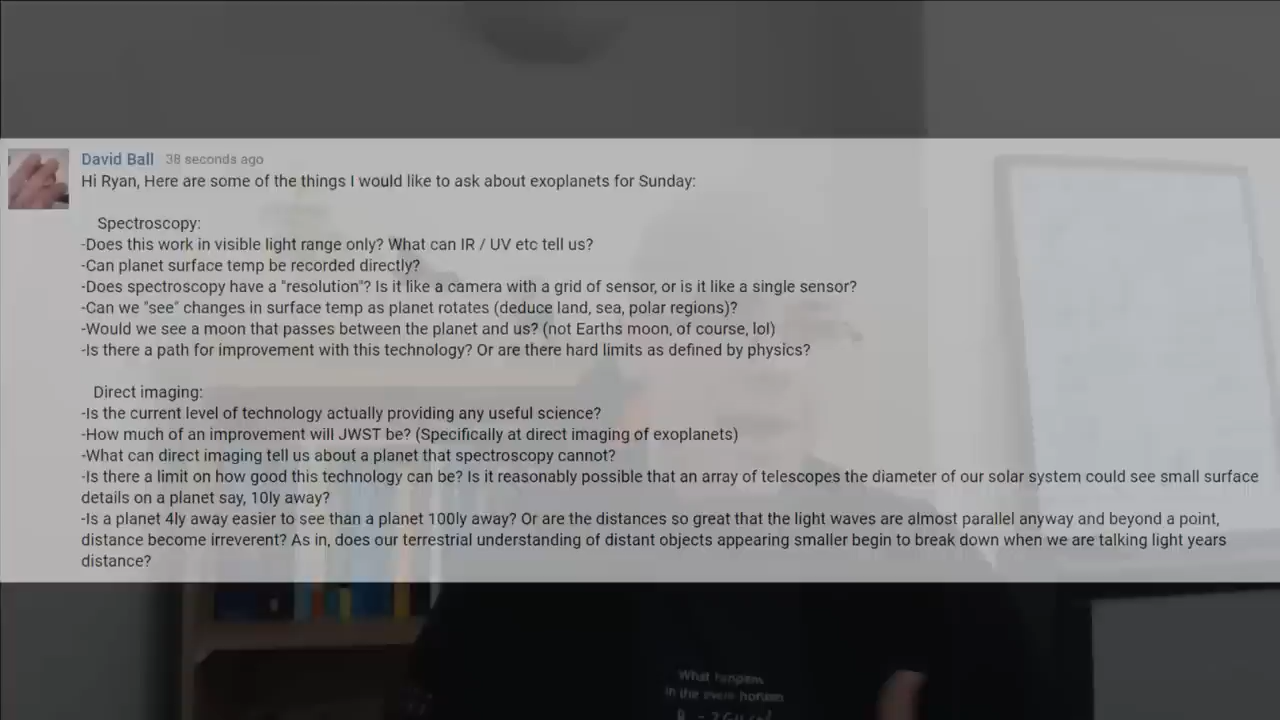 David Ball 38 seconds ago
Hi Ryan, Here are some of the things I would like to ask about exoplanets for Sunday:
Spectroscopy:
-Does this work in visible light range only? What can IR / UV etc tell us?
-Can planet surface temp be recorded directly?
-Does spectroscopy have a "resolution"? Is it like a camera with a grid of sensor, or is it like a single sensor?
-Can we "see" changes in surface temp as planet rotates (deduce land, sea, polar regions)?
-Would we see a moon that passes between the planet and us? (not Earths moon, of course, lol)
-Is there a path for improvement with this technology? Or are there hard limits as defined by physics?
Direct imaging:
-Is the current level of technology actually providing any useful science?
-How much of an improvement will JWST be? (Specifically at direct imaging of exoplanets)
-What can direct imaging tell us about a planet that spectroscopy cannot?
-Is there a limit on how good this technology can be? Is it reasonably possible that an array of telescopes the diameter of our solar system could see small surface
details on a planet say, 10ly away?
-Is a planet 4ly away easier to see than a planet 100ly away? Or are the distances so great that the light waves are almost parallel anyway and beyond a point,
distance become irreverent? As in, does our terrestrial understanding of distant objects appearing smaller begin to break down when we are talking light years
distance?
What happens
in the event horizon